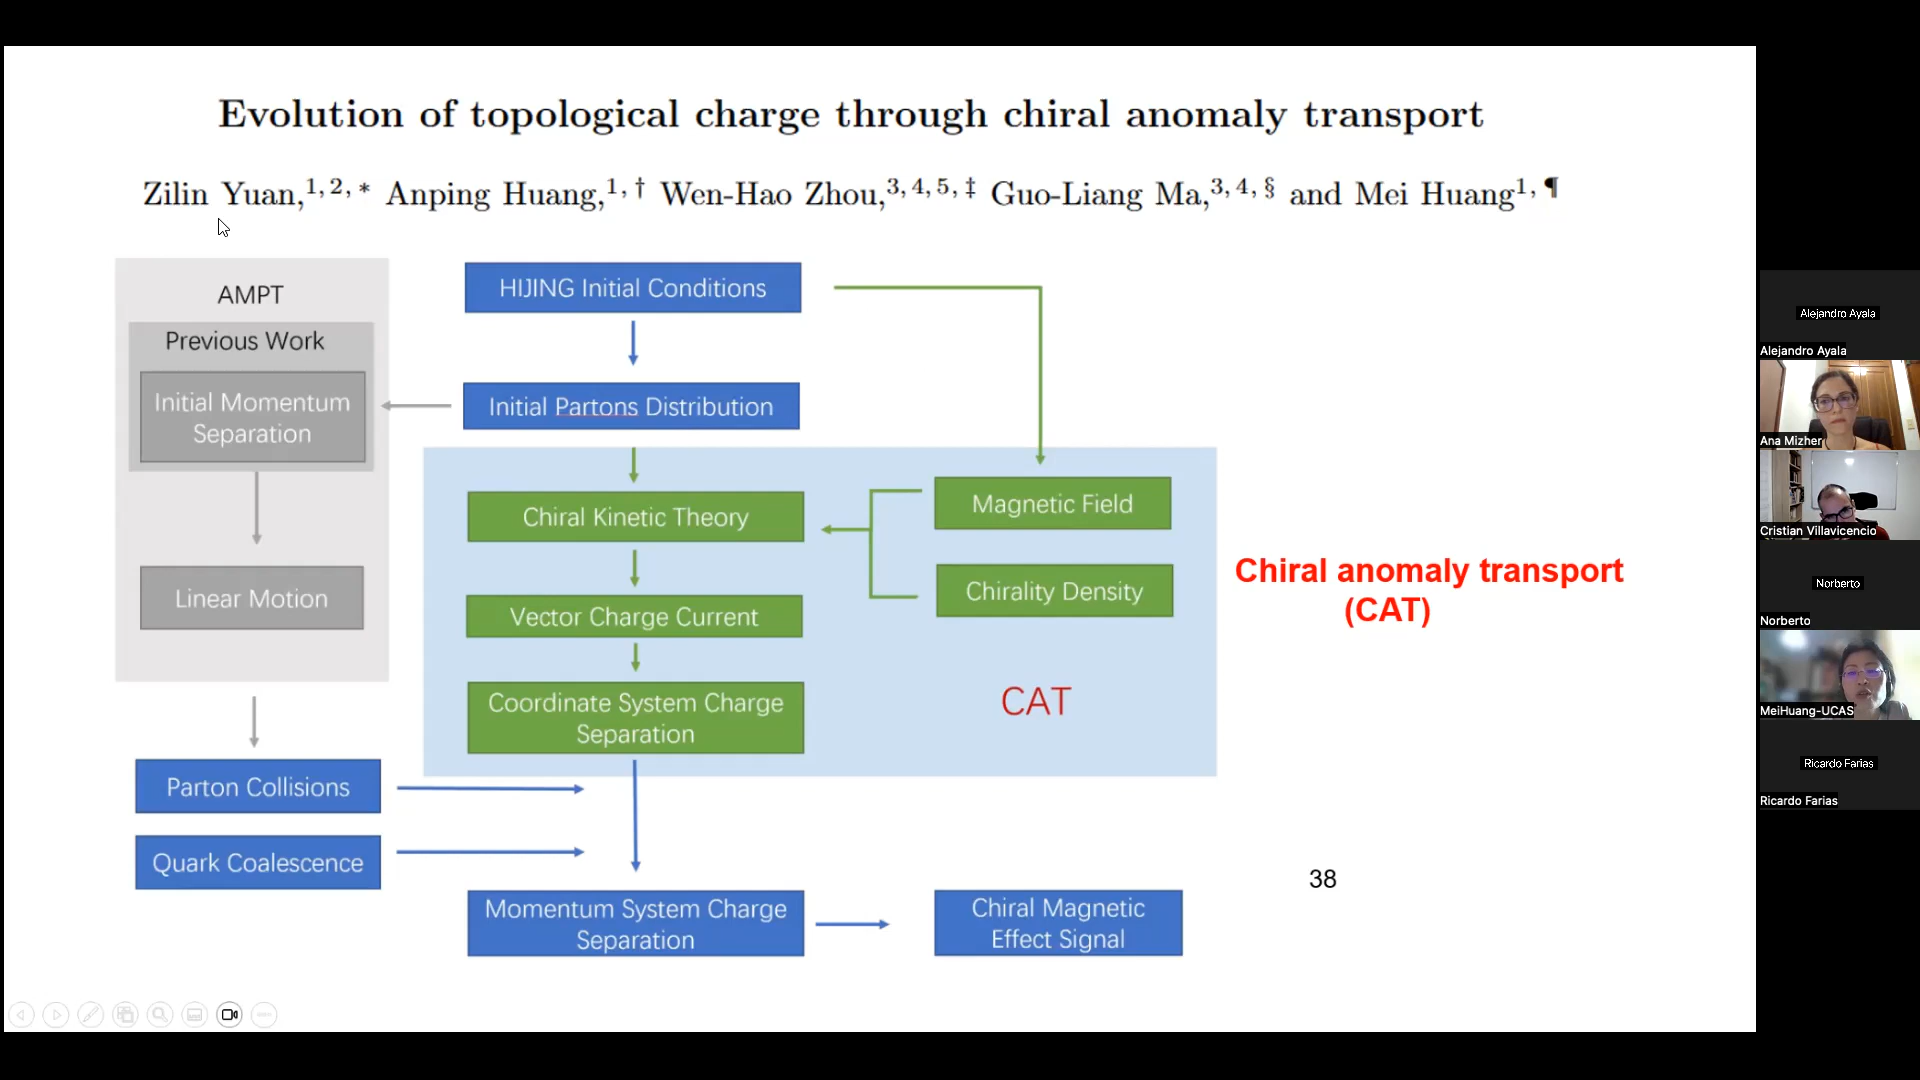 Evolution of topological charge through chiral anomaly transport
Zilin Yuan,1, 2, * Anping Huang,1, † Wen-Hao Zhou,3, 4, 5, ‡ Guo-Liang Ma,3, 4, § and Mei Huang1, ¶
AMPT
Previous Work
Initial Momentum
Separation
Linear Motion
Parton Collisions
Quark Coalescence
HIJING Initial Conditions
Initial Partons Distribution
Chiral Kinetic Theory
Vector Charge Current
Coordinate System Charge
Separation
Magnetic Field
Chirality Density
CAT
Chiral anomaly transport
(CAT)
Momentum System Charge
Separation
Chiral Magnetic
Effect Signal
38
Alejandro Ayala
Alejandro Ayala
Ana Mizher
Cristian Villavicencio
Norberto
Norberto
MeiHuang-UCAS
Ricardo Farias
Ricardo Farias